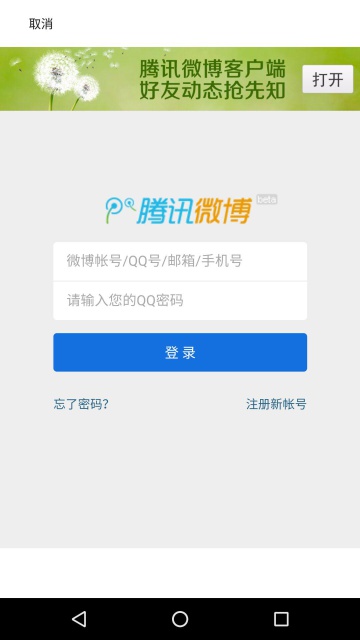 取消
腾讯微博客户端
好友动态抢先知
打开
腾讯微博 beta
微博帐号/QQ号/邮箱/手机号
请输入您的QQ密码
登 录
忘了密码?
注册新帐号